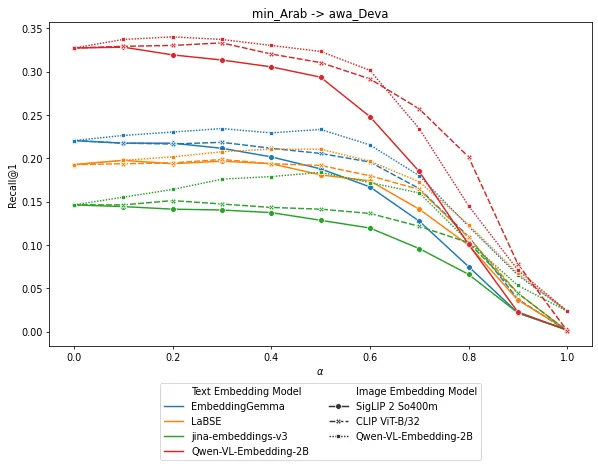 min_Arab -> awa_Deva
Recall@1
0.35
0.30
0.25
0.20
0.15
0.10
0.05
0.00
0.0 0.2 0.4 0.6 0.8 1.0
α
Text Embedding Model
EmbeddingGemma
LaBSE
jina-embeddings-v3
Qwen-VL-Embedding-2B
Image Embedding Model
SigLIP 2 So400m
CLIP ViT-B/32
Qwen-VL-Embedding-2B